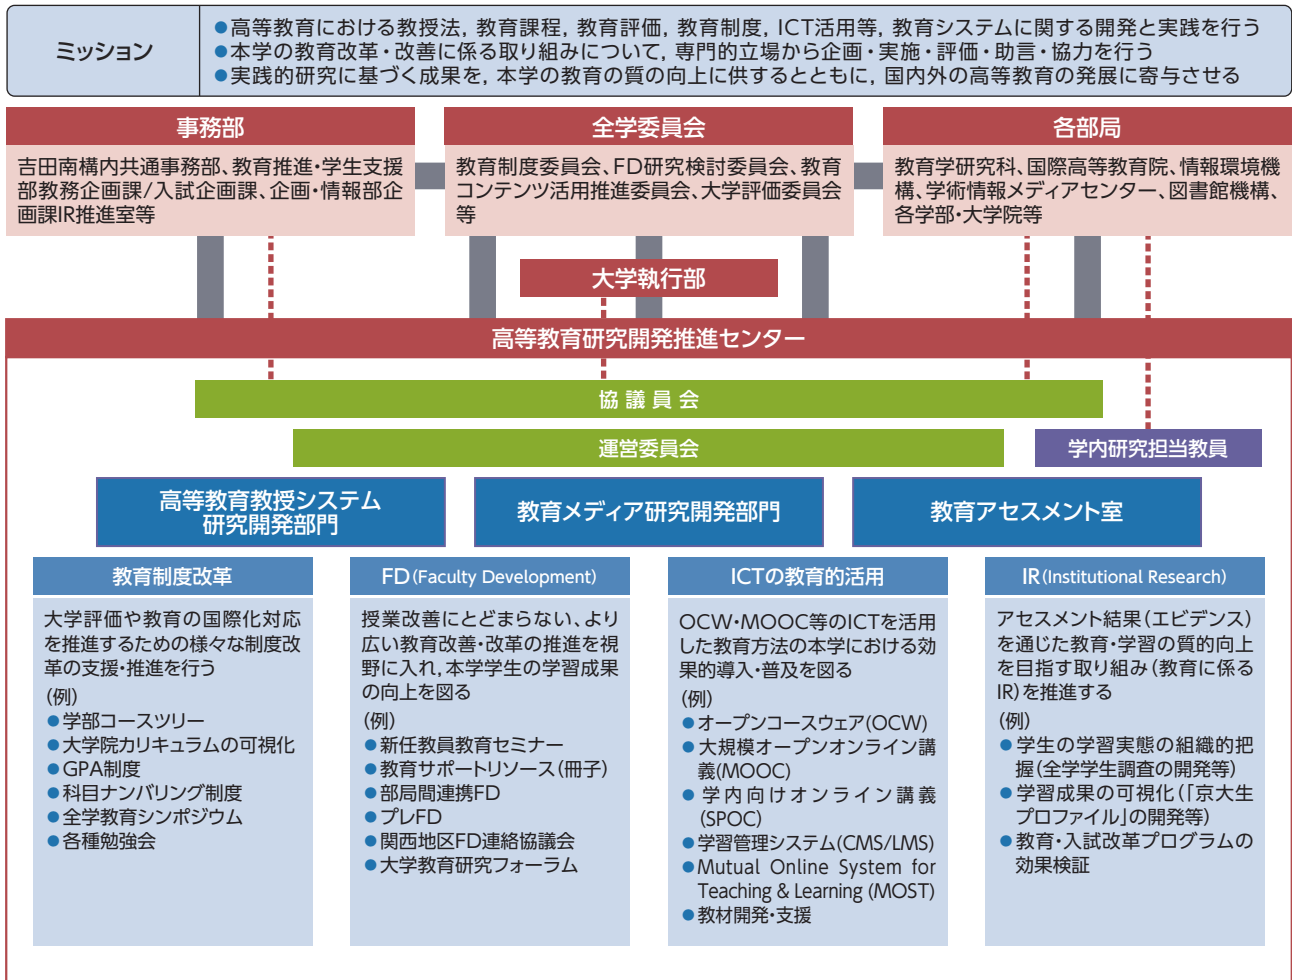 ミッション
●高等教育における教授法, 教育課程, 教育評価, 教育制度, ICT活用等, 教育システムに関する開発と実践を行う
●本学の教育改革・改善に係る取り組みについて, 専門的立場から企画・実施・評価・助言・協力を行う
●実践的研究に基づく成果を, 本学の教育の質の向上に供するとともに, 国内外の高等教育の発展に寄与させる
事務部
吉田南構内共通事務部、教育推進・学生支援
部教務企画課/入試企画課、企画・情報部企
画課IR推進室等
全学委員会
教育制度委員会、FD研究検討委員会、教育
コンテンツ活用推進委員会、大学評価委員会
等
各部局
教育学研究科、国際高等教育院、情報環境機
構、学術情報メディアセンター、図書館機構、
各学部・大学院等
大学執行部
高等教育研究開発推進センター
協議員会
運営委員会
学内研究担当教員
高等教育教授システム
研究開発部門
教育メディア研究開発部門
教育アセスメント室
教育制度改革
大学評価や教育の国際化対応
を推進するための様々な制度改
革の支援・推進を行う
(例)
●学部コースツリー
●大学院カリキュラムの可視化
●GPA制度
●科目ナンバリング制度
●全学教育シンポジウム
●各種勉強会
FD(Faculty Development)
授業改善にとどまらない、より
広い教育改善・改革の推進を視
野に入れ, 本学学生の学習成果
の向上を図る
(例)
●新任教員教育セミナー
●教育サポートリソース(冊子)
●部局間連携FD
●プレFD
●関西地区FD連絡協議会
●大学教育研究フォーラム
ICTの教育的活用
OCW・MOOC等のICTを活用
した教育方法の本学における効
果的導入・普及を図る
(例)
●オープンコースウェア(OCW)
●大規模オープンオンライン講
義(MOOC)
●学内向けオンライン講義
(SPOC)
●学習管理システム(CMS/LMS)
●Mutual Online System for
Teaching & Learning (MOST)
●教材開発・支援
IR(Institutional Research)
アセスメント結果(エビデンス)
を通じた教育・学習の質的向上
を目指す取り組み(教育に係る
IR)を推進する
(例)
●学生の学習実態の組織的把
握(全学学生調査の開発等)
●学習成果の可視化(「京大生
プロファイル」の開発等)
●教育・入試改革プログラムの
効果検証